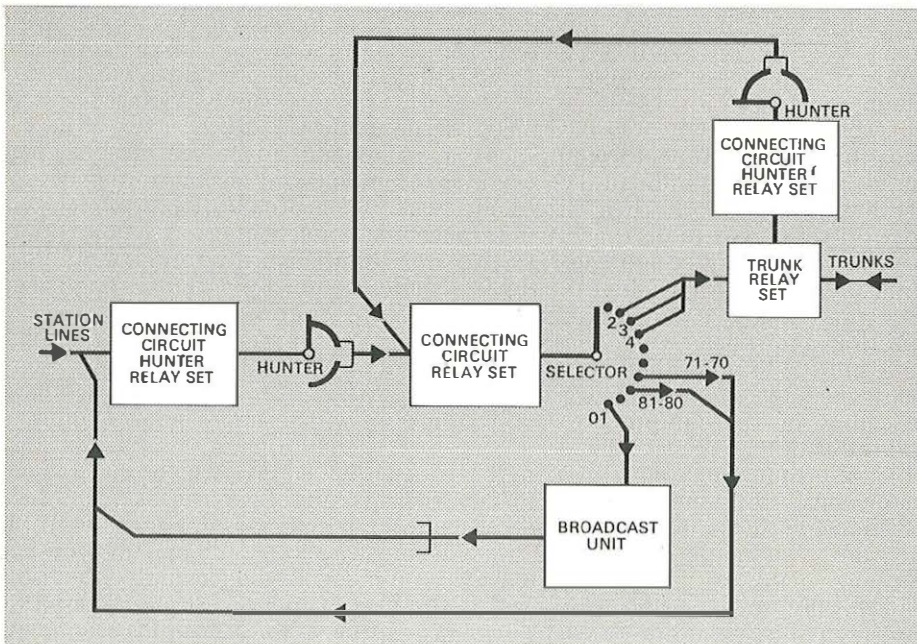 HUNTER
CONNECTING
CIRCUIT
HUNTER
RELAY SET
TRUNK
RELAY
SET
TRUNKS
STATION
LINES
CONNECTING
CIRCUIT
HUNTER
RELAY SET
HUNTER
CONNECTING
CIRCUIT
RELAY SET
SELECTOR
2
3
4
71-70
81-80
01
BROADCAST
UNIT